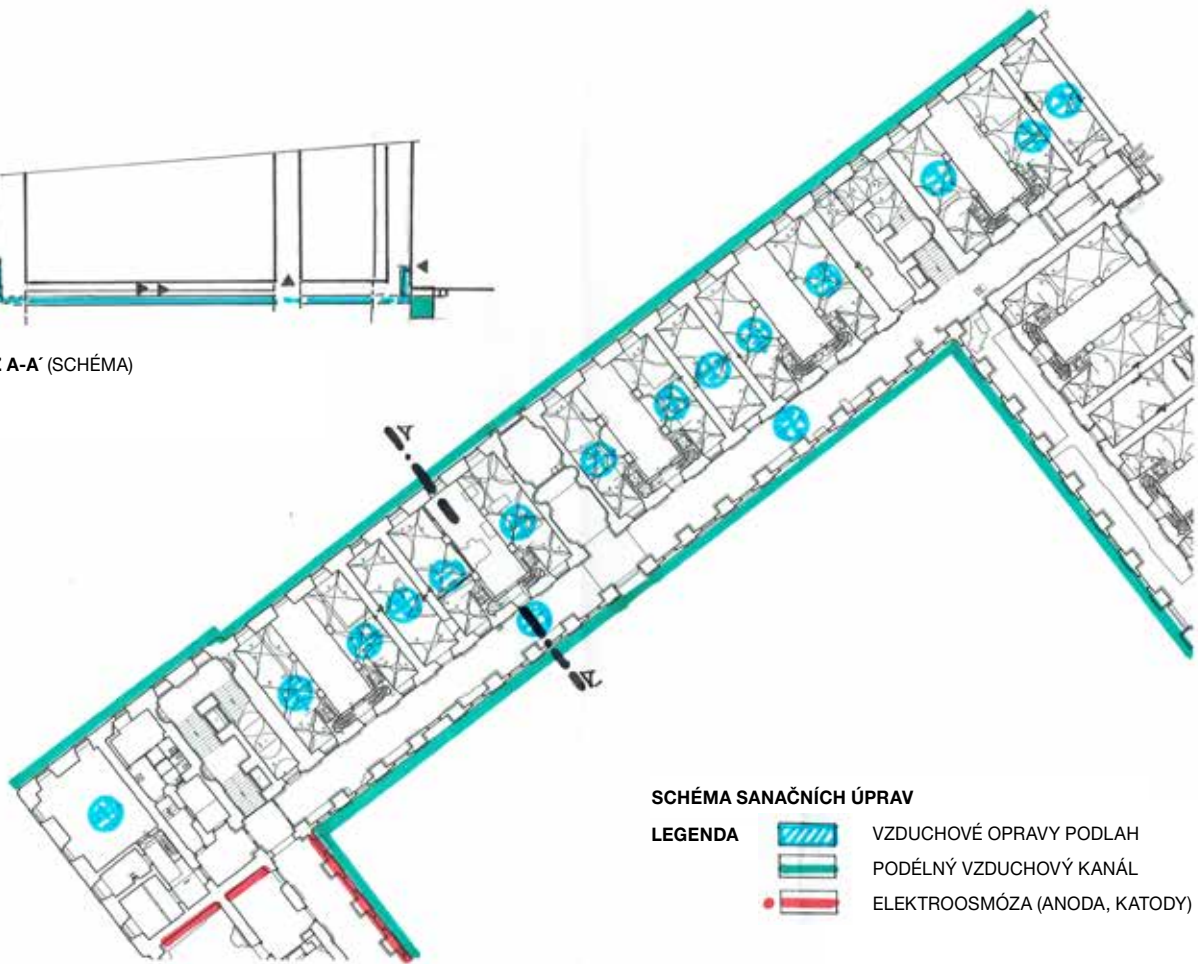 A-A´ (SCHÉMA)
A
A
SCHÉMA SANAČNÍCH ÚPRAV
LEGENDA
VZDUCHOVÉ OPRAVY PODLAH
PODÉLNÝ VZDUCHOVÝ KANÁL
ELEKTROOSMÓZA (ANODA, KATODY)